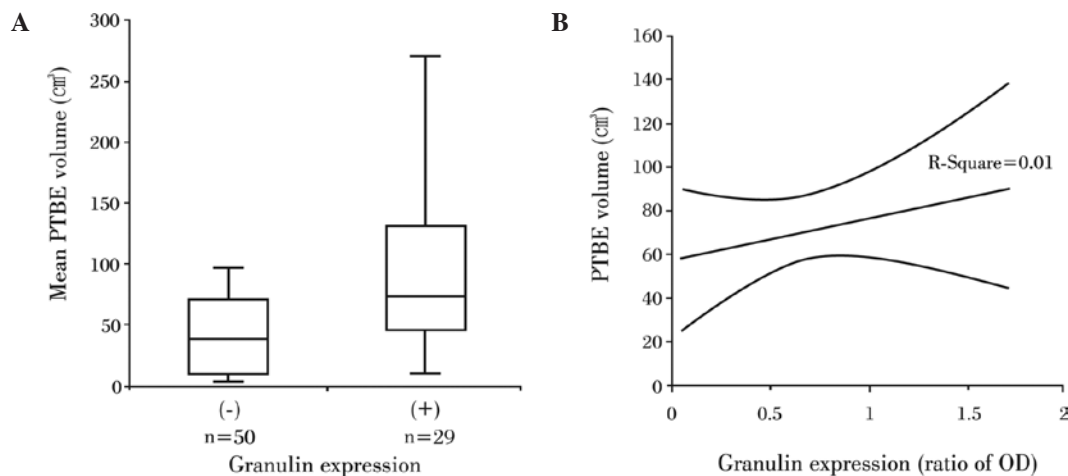 A
Mean PTBE volume (㎤)
300
250
200
150
100
50
0
(-)
(+)
n=50
n=29
Granulin expression
B
PTBE volume (㎤)
160
140
120
100
80
60
40
20
0
R-Square=0.01
0
0.5
1
1.5
2
Granulin expression (ratio of OD)